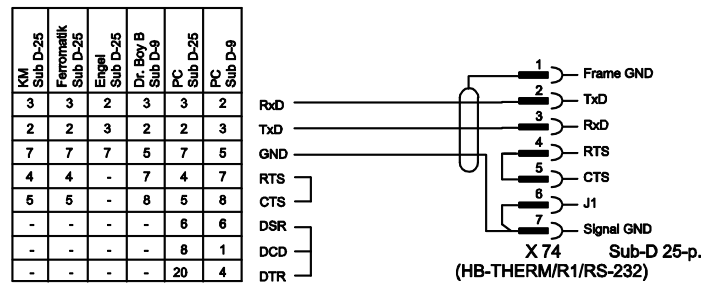 KM Sub D-25 Ferromatik Sub D-25 Engel Sub D-25 Dr. Boy B Sub D-9 PC Sub D-25 PC Sub D-9
3 3 2 3 3 2 RxD
2 2 3 2 2 3 TxD
7 7 7 5 7 5 GND
4 4 - 7 4 7 RTS
5 5 - 8 5 8 CTS
- - - - 6 6 DSR
- - - - 8 1 DCD
- - - - 20 4 DTR
1 Frame GND
2 TxD
3 RxD
4 RTS
5 CTS
6 J1
7 Signal GND
X 74 Sub-D 25-p.
(HB-THERM/R1/RS-232)